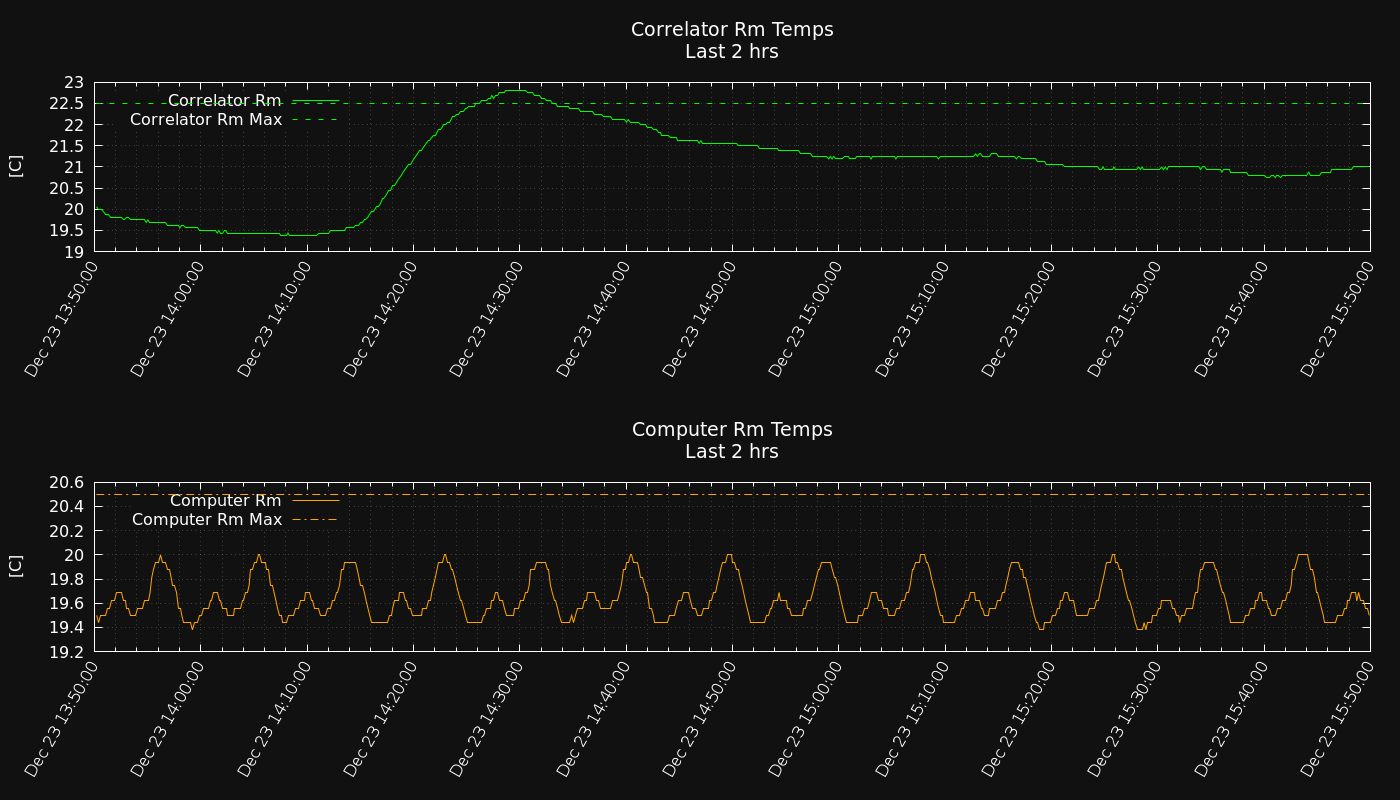 Correlator Rm Temps
Last 2 hrs
[C]
23
22.5
22
21.5
21
20.5
20
19.5
19
Correlator Rm
Correlator Rm Max
Dec 23 13:50:00
Dec 23 14:00:00
Dec 23 14:10:00
Dec 23 14:20:00
Dec 23 14:30:00
Dec 23 14:40:00
Dec 23 14:50:00
Dec 23 15:00:00
Dec 23 15:10:00
Dec 23 15:20:00
Dec 23 15:30:00
Dec 23 15:40:00
Dec 23 15:50:00
Computer Rm Temps
Last 2 hrs
[C]
20.6
20.4
20.2
20
19.8
19.6
19.4
19.2
Computer Rm
Computer Rm Max
Dec 23 13:50:00
Dec 23 14:00:00
Dec 23 14:10:00
Dec 23 14:20:00
Dec 23 14:30:00
Dec 23 14:40:00
Dec 23 14:50:00
Dec 23 15:00:00
Dec 23 15:10:00
Dec 23 15:20:00
Dec 23 15:30:00
Dec 23 15:40:00
Dec 23 15:50:00